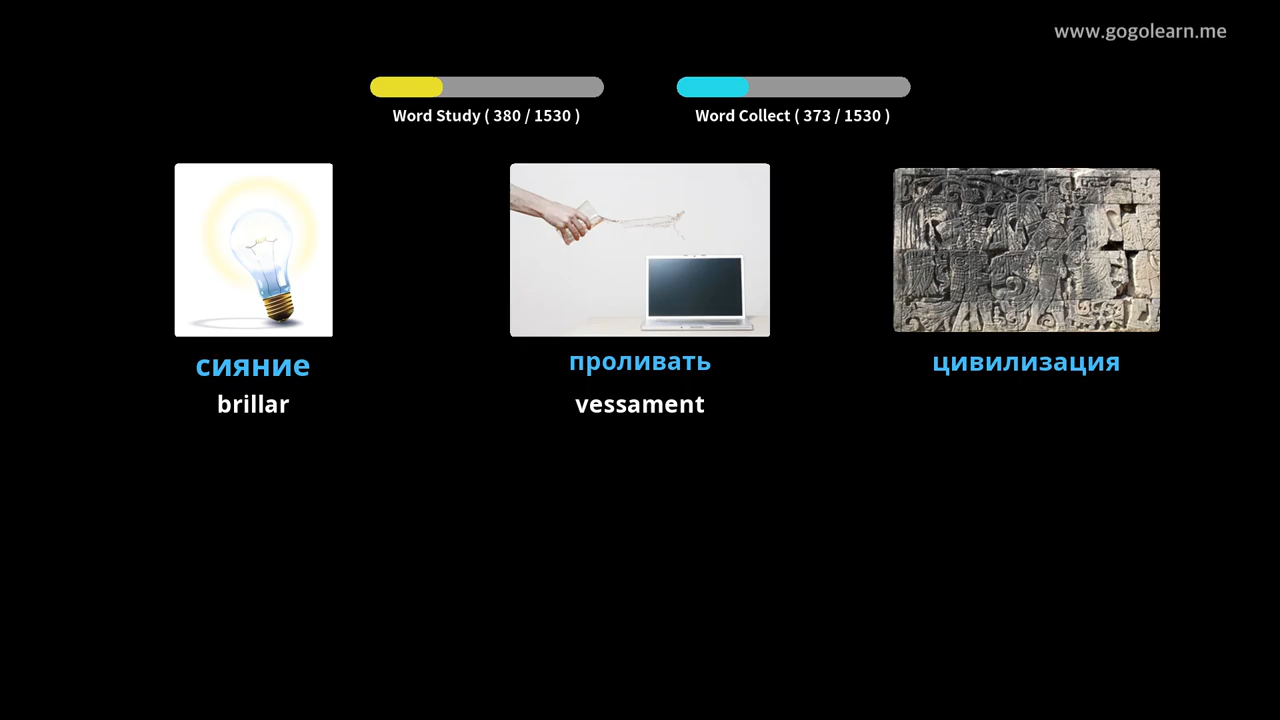 www.gogolearn.me
Word Study ( 380 / 1530 )
Word Collect ( 373 / 1530 )
сияние
brillar
проливать
vessament
цивилизация